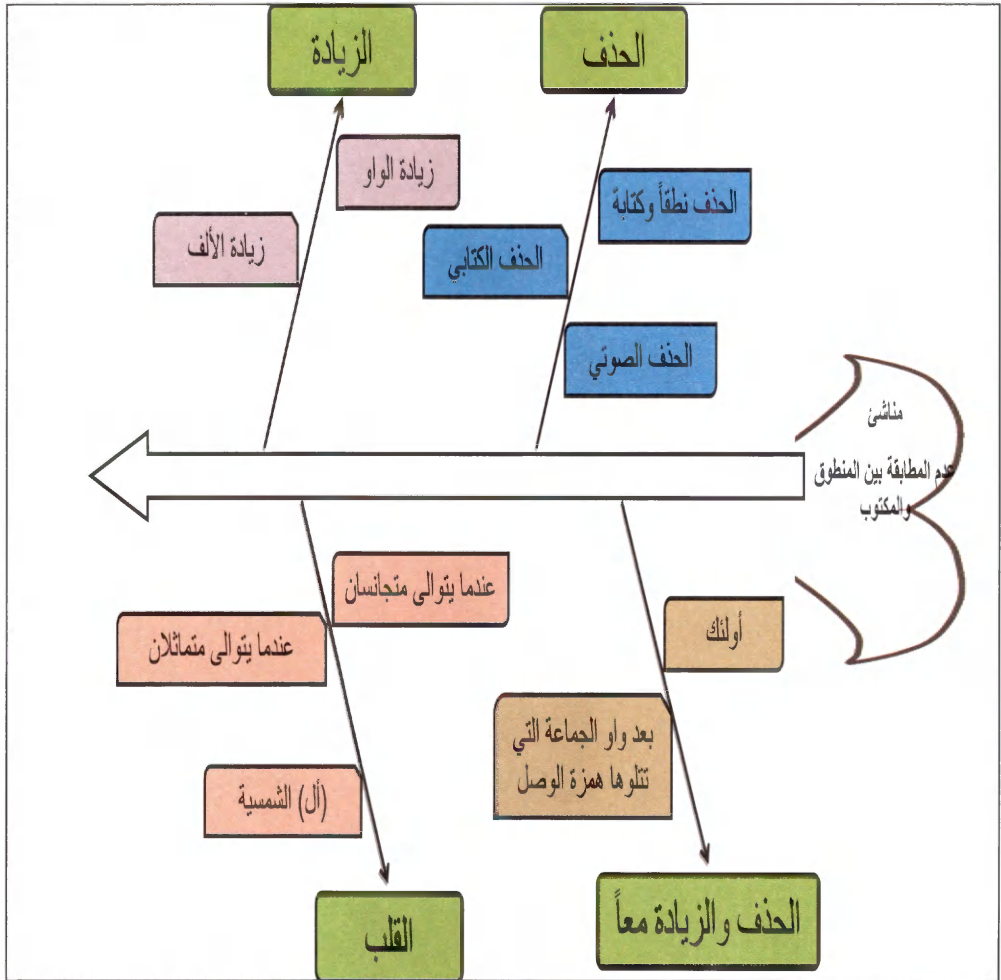 الحذف
الزيادة
الحذف نطقاً وكتابة
الحذف الكتابي
الحذف الصوتي
زيادة الواو
زيادة الألف
مناشئ
عدم المطابقة بين المنطوق
والمكتوب
أولئك
بعد واو الجماعة التي
تتلوها همزة الوصل
الحذف والزيادة معاً
عندما يتوالى متجانسان
عندما يتوالى متماثلان
(أل) الشمسية
القلب